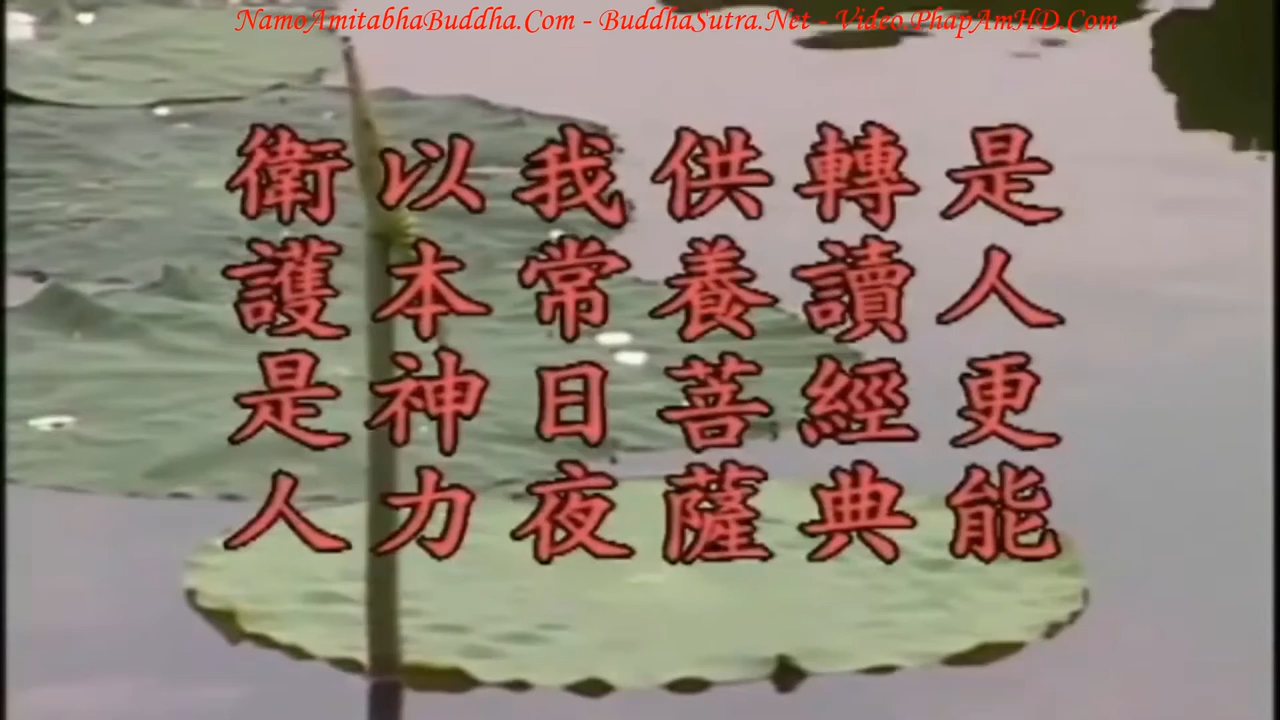 NamoAmitabhaBuddha.Com - BuddhaSutra.Net - Video.PhapAmHD.Com
是人更能
轉讀經典
供養菩薩
我常日夜
以本神力
衛護是人